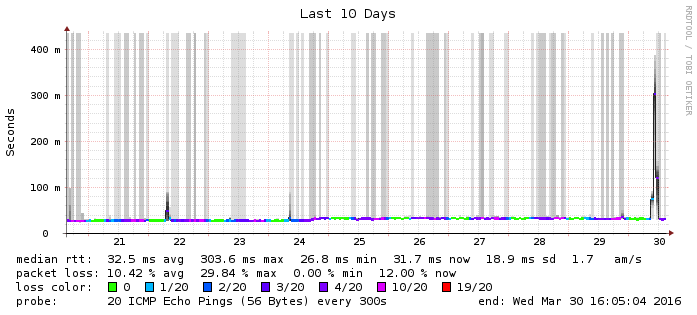 Last 10 Days
RRDTOOL / TOBI OETIKER
Seconds
400 m
300 m
200 m
100 m
0
21 22 23 24 25 26 27 28 29 30
median rtt: 32.5 ms avg 303.6 ms max 26.8 ms min 31.7 ms now 18.9 ms sd 1.7 am/s
packet loss: 10.42 % avg 29.84 % max 0.00 % min 12.00 % now
loss color: 0 1/20 2/20 3/20 4/20 10/20 19/20
probe: 20 ICMP Echo Pings (56 Bytes) every 300s end: Wed Mar 30 16:05:04 2016